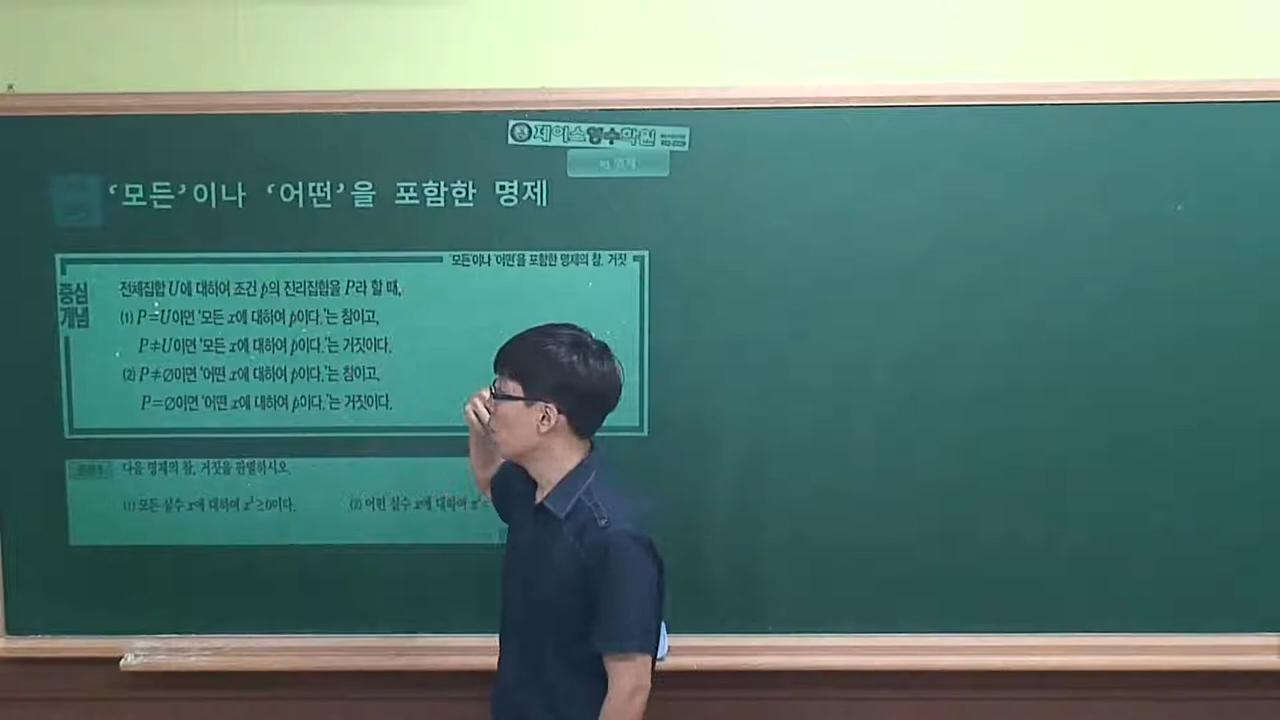 제이스영수학원
명제
‘모든’이나 ‘어떤’을 포함한 명제
‘모든’이나 ‘어떤’을 포함한 명제의 참, 거짓
중심
개념
전체집합 U에 대하여 조건 p의 진리집합을 P라 할 때,
(1) P=U이면 ‘모든 x에 대하여 p이다.’는 참이고,
P≠U이면 ‘모든 x에 대하여 p이다.’는 거짓이다.
(2) P≠∅이면 ‘어떤 x에 대하여 p이다.’는 참이고,
P=∅이면 ‘어떤 x에 대하여 p이다.’는 거짓이다.
다음 명제의 참, 거짓을 판별하시오.
(1) 모든 실수 x에 대하여 x²≥0이다.
(2) 어떤 실수 x에 대하여